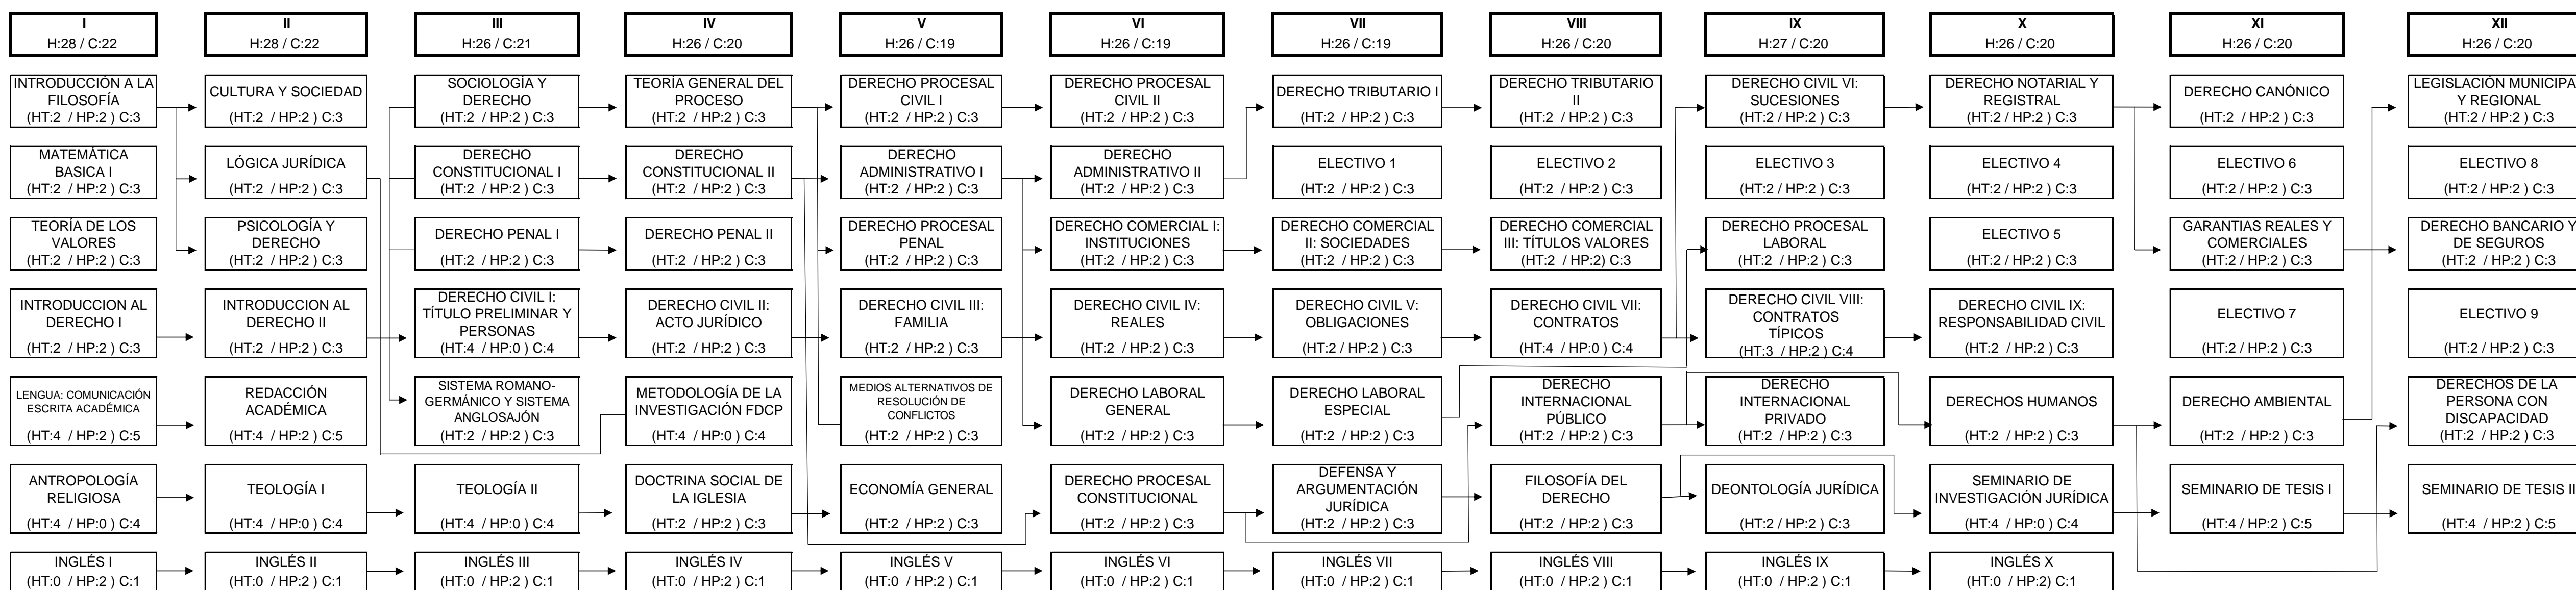 I
H:28 / C:22
II
H:28 / C:22
III
H:26 / C:21
IV
H:26 / C:20
V
H:26 / C:19
VI
H:26 / C:19
VII
H:26 / C:19
VIII
H:26 / C:20
IX
H:27 / C:20
X
H:26 / C:20
XI
H:26 / C:20
XII
H:26 / C:20
INTRODUCCIÓN A LA
FILOSOFÍA
(HT:2 / HP:2 ) C:3
CULTURA Y SOCIEDAD
(HT:2 / HP:2 ) C:3
SOCIOLOGÍA Y
DERECHO
(HT:2 / HP:2 ) C:3
TEORÍA GENERAL DEL
PROCESO
(HT:2 / HP:2 ) C:3
DERECHO PROCESAL
CIVIL I
(HT:2 / HP:2 ) C:3
DERECHO PROCESAL
CIVIL II
(HT:2 / HP:2 ) C:3
DERECHO TRIBUTARIO I
(HT:2 / HP:2 ) C:3
DERECHO TRIBUTARIO
II
(HT:2 / HP:2 ) C:3
DERECHO CIVIL VI:
SUCESIONES
(HT:2 / HP:2 ) C:3
DERECHO NOTARIAL Y
REGISTRAL
(HT:2 / HP:2 ) C:3
DERECHO CANÓNICO
(HT:2 / HP:2 ) C:3
LEGISLACIÓN MUNICIPA
Y REGIONAL
(HT:2 / HP:2 ) C:3
MATEMÁTICA
BASICA I
(HT:2 / HP:2 ) C:3
LÓGICA JURÍDICA
(HT:2 / HP:2 ) C:3
DERECHO
CONSTITUCIONAL I
(HT:2 / HP:2 ) C:3
DERECHO
CONSTITUCIONAL II
(HT:2 / HP:2 ) C:3
DERECHO
ADMINISTRATIVO I
(HT:2 / HP:2 ) C:3
DERECHO
ADMINISTRATIVO II
(HT:2 / HP:2 ) C:3
ELECTIVO 1
(HT:2 / HP:2 ) C:3
ELECTIVO 2
(HT:2 / HP:2 ) C:3
ELECTIVO 3
(HT:2 / HP:2 ) C:3
ELECTIVO 4
(HT:2 / HP:2 ) C:3
ELECTIVO 6
(HT:2 / HP:2 ) C:3
ELECTIVO 8
(HT:2 / HP:2 ) C:3
TEORÍA DE LOS
VALORES
(HT:2 / HP:2 ) C:3
PSICOLOGÍA Y
DERECHO
(HT:2 / HP:2 ) C:3
DERECHO PENAL I
(HT:2 / HP:2 ) C:3
DERECHO PENAL II
(HT:2 / HP:2 ) C:3
DERECHO PROCESAL
PENAL
(HT:2 / HP:2 ) C:3
DERECHO COMERCIAL I:
INSTITUCIONES
(HT:2 / HP:2 ) C:3
DERECHO COMERCIAL
II: SOCIEDADES
(HT:2 / HP:2 ) C:3
DERECHO COMERCIAL
III: TÍTULOS VALORES
(HT:2 / HP:2) C:3
DERECHO PROCESAL
LABORAL
(HT:2 / HP:2 ) C:3
ELECTIVO 5
(HT:2 / HP:2 ) C:3
GARANTIAS REALES Y
COMERCIALES
(HT:2 / HP:2 ) C:3
DERECHO BANCARIO Y
DE SEGUROS
(HT:2 / HP:2 ) C:3
INTRODUCCION AL
DERECHO I
(HT:2 / HP:2 ) C:3
INTRODUCCION AL
DERECHO II
(HT:2 / HP:2 ) C:3
DERECHO CIVIL I:
TÍTULO PRELIMINAR Y
PERSONAS
(HT:4 / HP:0 ) C:4
DERECHO CIVIL II:
ACTO JURÍDICO
(HT:2 / HP:2 ) C:3
DERECHO CIVIL III:
FAMILIA
(HT:2 / HP:2 ) C:3
DERECHO CIVIL IV:
REALES
(HT:2 / HP:2 ) C:3
DERECHO CIVIL V:
OBLIGACIONES
(HT:2 / HP:2 ) C:3
DERECHO CIVIL VII:
CONTRATOS
(HT:4 / HP:0 ) C:4
DERECHO CIVIL VIII:
CONTRATOS
TÍPICOS
(HT:3 / HP:2 ) C:4
DERECHO CIVIL IX:
RESPONSABILIDAD CIVIL
(HT:2 / HP:2 ) C:3
ELECTIVO 7
(HT:2 / HP:2 ) C:3
ELECTIVO 9
(HT:2 / HP:2 ) C:3
LENGUA: COMUNICACIÓN
ESCRITA ACADÉMICA
(HT:4 / HP:2 ) C:5
REDACCIÓN
ACADÉMICA
(HT:4 / HP:2 ) C:5
SISTEMA ROMANO-
GERMÁNICO Y SISTEMA
ANGLOSAJÓN
(HT:2 / HP:2 ) C:3
METODOLOGÍA DE LA
INVESTIGACIÓN FDCP
(HT:4 / HP:0 ) C:4
MEDIOS ALTERNATIVOS DE
RESOLUCIÓN DE
CONFLICTOS
(HT:2 / HP:2 ) C:3
DERECHO LABORAL
GENERAL
(HT:2 / HP:2 ) C:3
DERECHO LABORAL
ESPECIAL
(HT:2 / HP:2 ) C:3
DERECHO
INTERNACIONAL
PÚBLICO
(HT:2 / HP:2 ) C:3
DERECHO
INTERNACIONAL
PRIVADO
(HT:2 / HP:2 ) C:3
DERECHOS HUMANOS
(HT:2 / HP:2 ) C:3
DERECHO AMBIENTAL
(HT:2 / HP:2 ) C:3
DERECHOS DE LA
PERSONA CON
DISCAPACIDAD
(HT:2 / HP:2 ) C:3
ANTROPOLOGÍA
RELIGIOSA
(HT:4 / HP:0 ) C:4
TEOLOGÍA I
(HT:4 / HP:0 ) C:4
TEOLOGÍA II
(HT:4 / HP:0 ) C:4
DOCTRINA SOCIAL DE
LA IGLESIA
(HT:2 / HP:2 ) C:3
ECONOMÍA GENERAL
(HT:2 / HP:2 ) C:3
DERECHO PROCESAL
CONSTITUCIONAL
(HT:2 / HP:2 ) C:3
DEFENSA Y
ARGUMENTACIÓN
JURÍDICA
(HT:2 / HP:2 ) C:3
FILOSOFÍA DEL
DERECHO
(HT:2 / HP:2 ) C:3
DEONTOLOGÍA JURÍDICA
(HT:2 / HP:2 ) C:3
SEMINARIO DE
INVESTIGACIÓN JURÍDICA
(HT:4 / HP:0 ) C:4
SEMINARIO DE TESIS I
(HT:4 / HP:2 ) C:5
SEMINARIO DE TESIS II
(HT:4 / HP:2 ) C:5
INGLÉS I
(HT:0 / HP:2 ) C:1
INGLÉS II
(HT:0 / HP:2 ) C:1
INGLÉS III
(HT:0 / HP:2 ) C:1
INGLÉS IV
(HT:0 / HP:2 ) C:1
INGLÉS V
(HT:0 / HP:2 ) C:1
INGLÉS VI
(HT:0 / HP:2 ) C:1
INGLÉS VII
(HT:0 / HP:2 ) C:1
INGLÉS VIII
(HT:0 / HP:2 ) C:1
INGLÉS IX
(HT:0 / HP:2 ) C:1
INGLÉS X
(HT:0 / HP:2) C:1